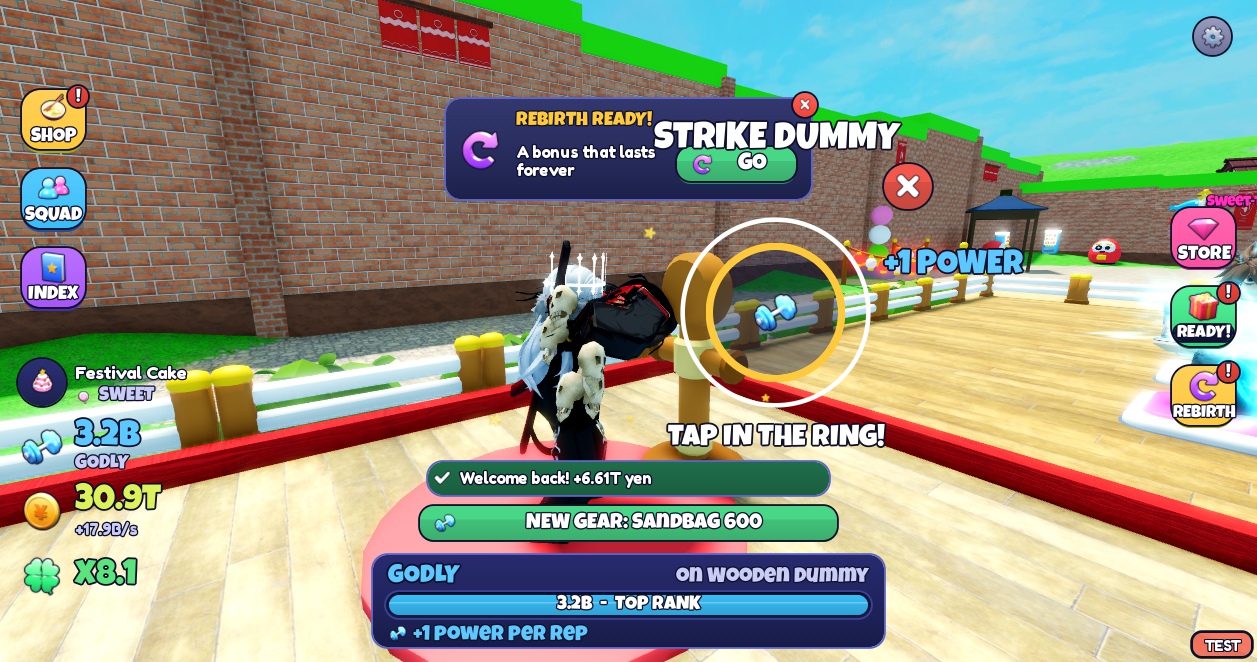 SHOP
!
SQUAD
INDEX
REBIRTH READY!
A bonus that lasts
forever
GO
STRIKE DUMMY
+1 POWER
SWEET
STORE
!
READY!
!
REBIRTH
Festival Cake
SWEET
3.2B
GODLY
30.9T
+17.9B/s
X8.1
TAP IN THE RING!
Welcome back! +6.61T yen
NEW GEAR: SANDBAG 600
GODLY
ON WOODEN DUMMY
3.2B - TOP RANK
+1 POWER PER REP
TEST